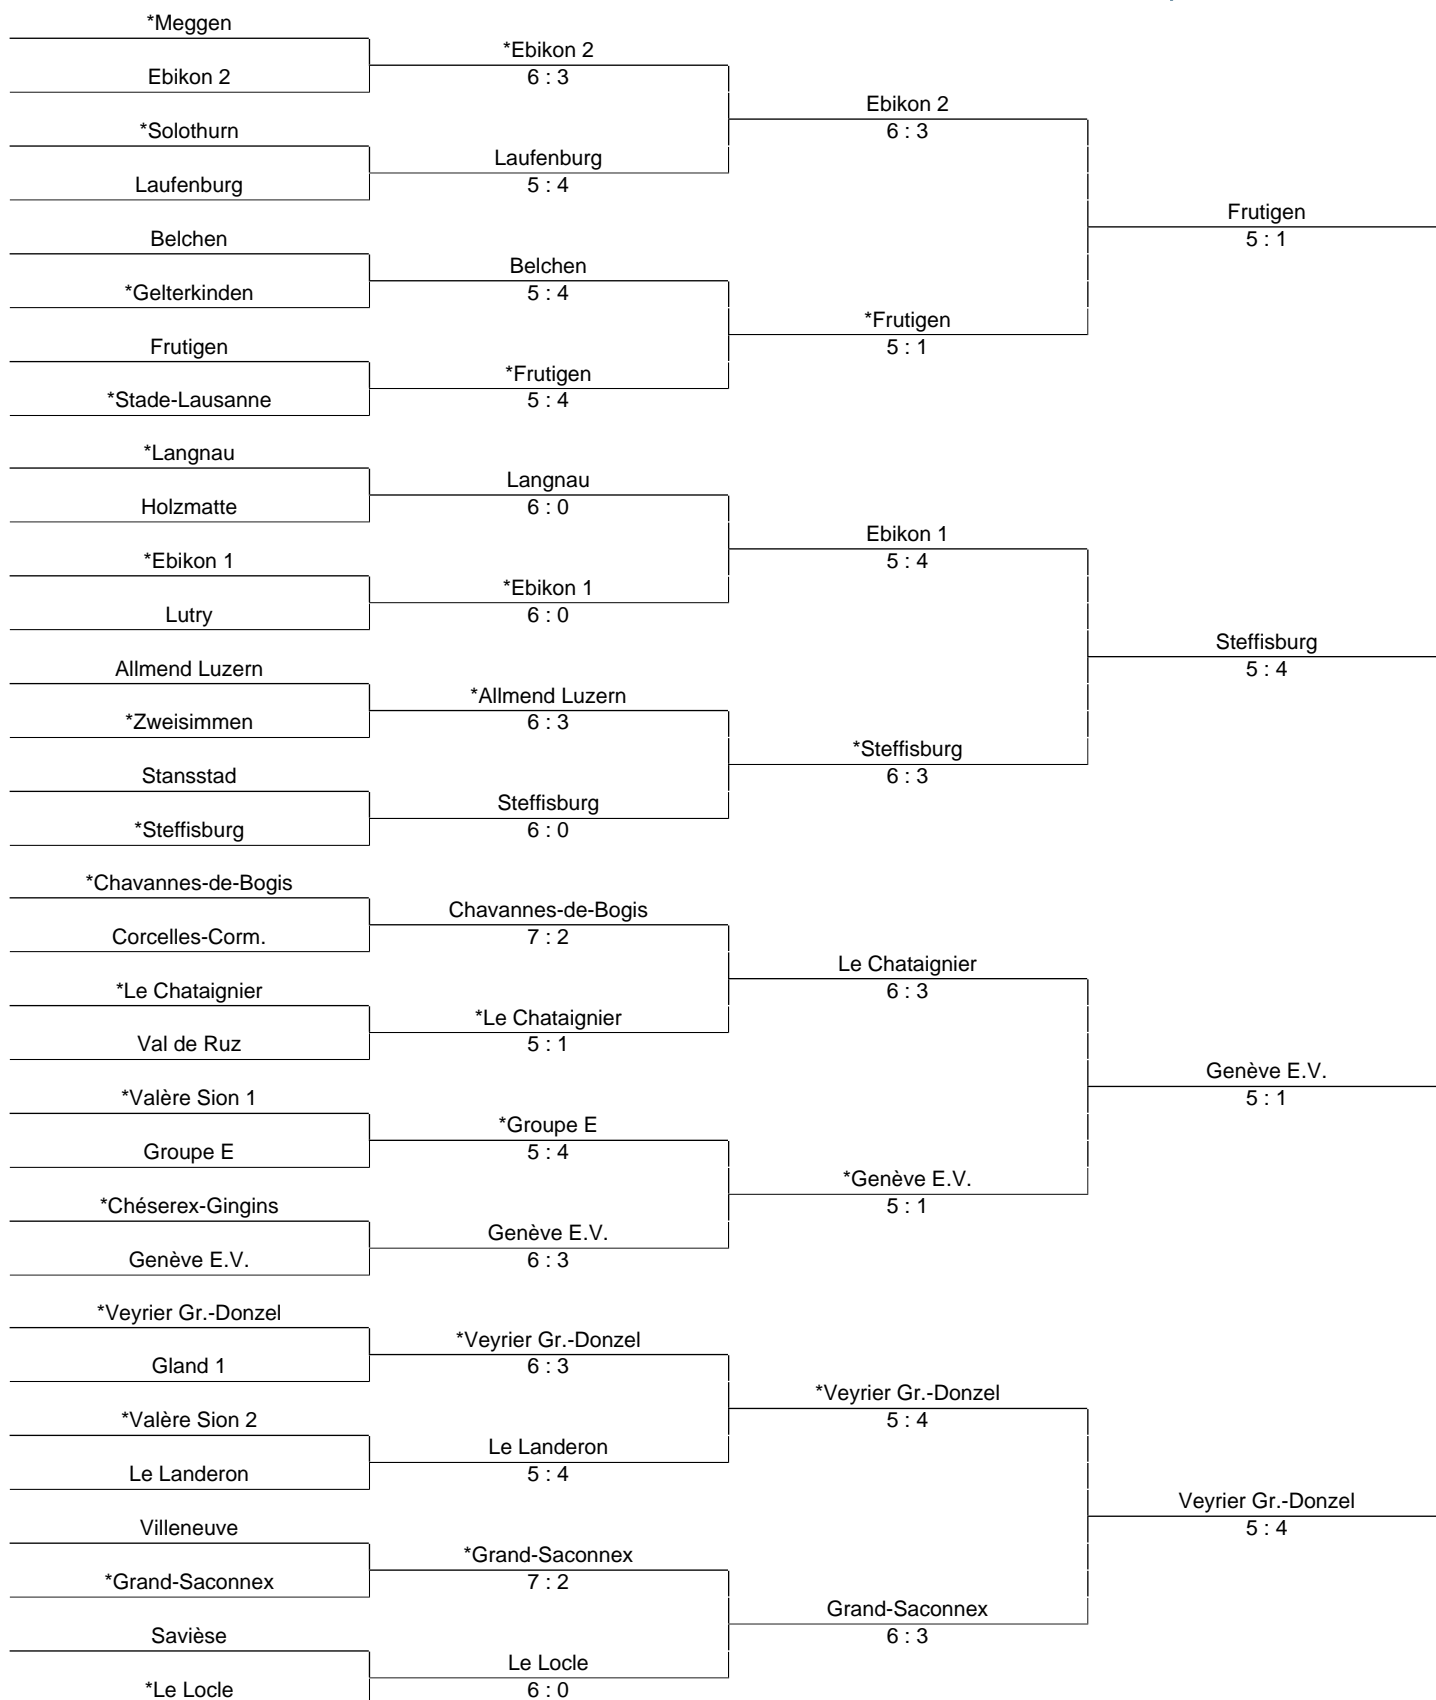 *Meggen
Ebikon 2
*Solothurn
Laufenburg
Belchen
*Gelterkinden
Frutigen
*Stade-Lausanne
*Langnau
Holzmatte
*Ebikon 1
Lutry
Allmend Luzern
*Zweisimmen
Stansstad
*Steffisburg
*Chavannes-de-Bogis
Corcelles-Corm.
*Le Chataignier
Val de Ruz
*Valère Sion 1
Groupe E
*Chéserex-Gingins
Genève E.V.
*Veyrier Gr.-Donzel
Gland 1
*Valère Sion 2
Le Landeron
Villeneuve
*Grand-Saconnex
Savièse
*Le Locle
*Ebikon 2
6 : 3
Laufenburg
5 : 4
Belchen
5 : 4
*Frutigen
5 : 4
Langnau
6 : 0
*Ebikon 1
6 : 0
*Allmend Luzern
6 : 3
Steffisburg
6 : 0
Chavannes-de-Bogis
7 : 2
*Le Chataignier
5 : 1
*Groupe E
5 : 4
Genève E.V.
6 : 3
*Veyrier Gr.-Donzel
6 : 3
Le Landeron
5 : 4
*Grand-Saconnex
7 : 2
Le Locle
6 : 0
Ebikon 2
6 : 3
*Frutigen
5 : 1
Ebikon 1
5 : 4
*Steffisburg
6 : 3
Le Chataignier
6 : 3
*Genève E.V.
5 : 1
*Veyrier Gr.-Donzel
5 : 4
Grand-Saconnex
6 : 3
Frutigen
5 : 1
Steffisburg
5 : 4
Genève E.V.
5 : 1
Veyrier Gr.-Donzel
5 : 4